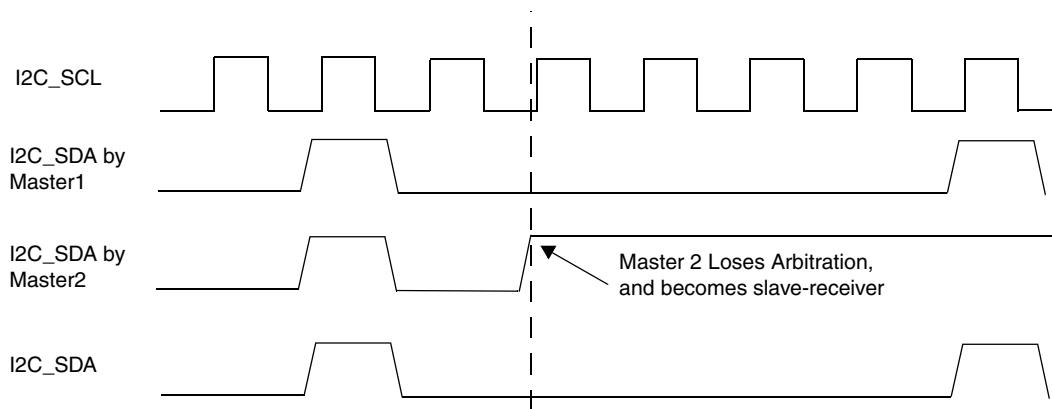 I2C_SCL
I2C_SDA by
Master1
I2C_SDA by
Master2
Master 2 Loses Arbitration,
and becomes slave-receiver
I2C_SDA